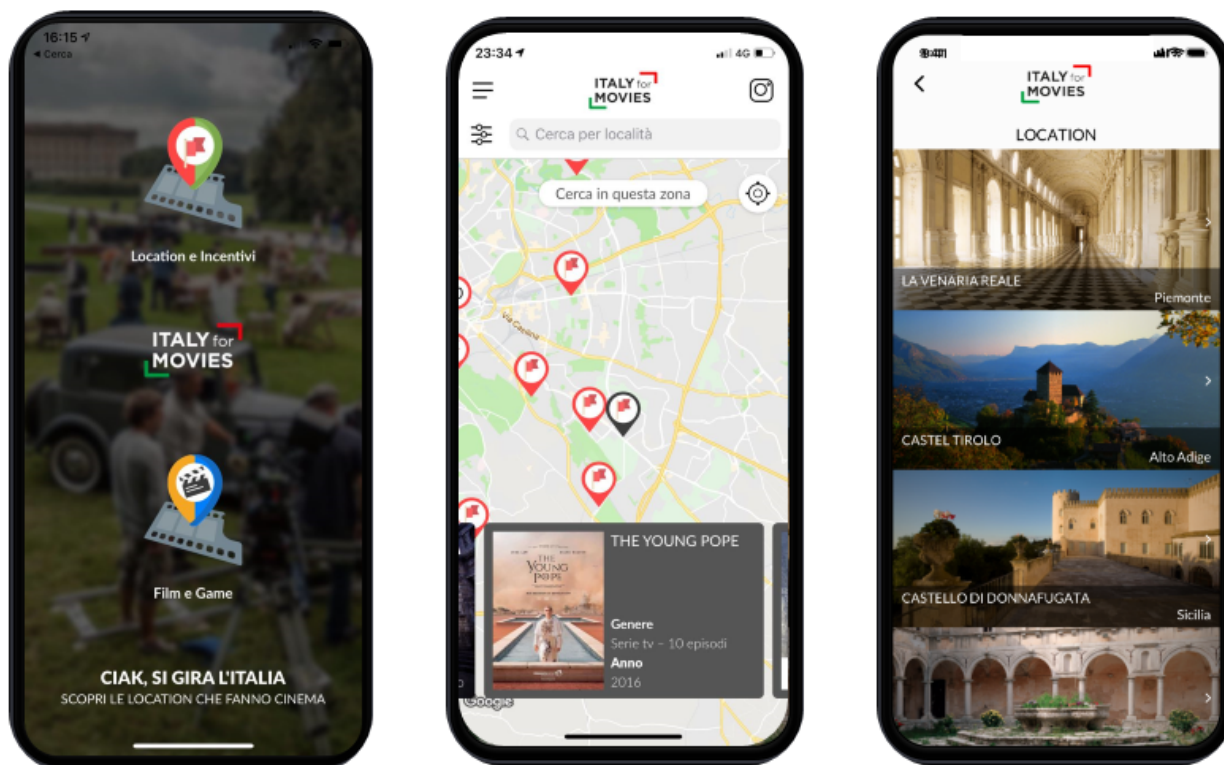 16:15
Cerca
Location e Incentivi
ITALY for
MOVIES
Film e Game
CIAK, SI GIRA L'ITALIA
SCOPRI LE LOCATION CHE FANNO CINEMA
23:34
4G
ITALY for
MOVIES
Cerca per località
Cerca in questa zona
Via Casilina
THE YOUNG POPE
THE
YOUNG
POPE
Genere
Serie tv – 10 episodi
Anno
2016
Google
ITALY for
MOVIES
LOCATION
LA VENARIA REALE
Piemonte
CASTEL TIROLO
Alto Adige
CASTELLO DI DONNAFUGATA
Sicilia